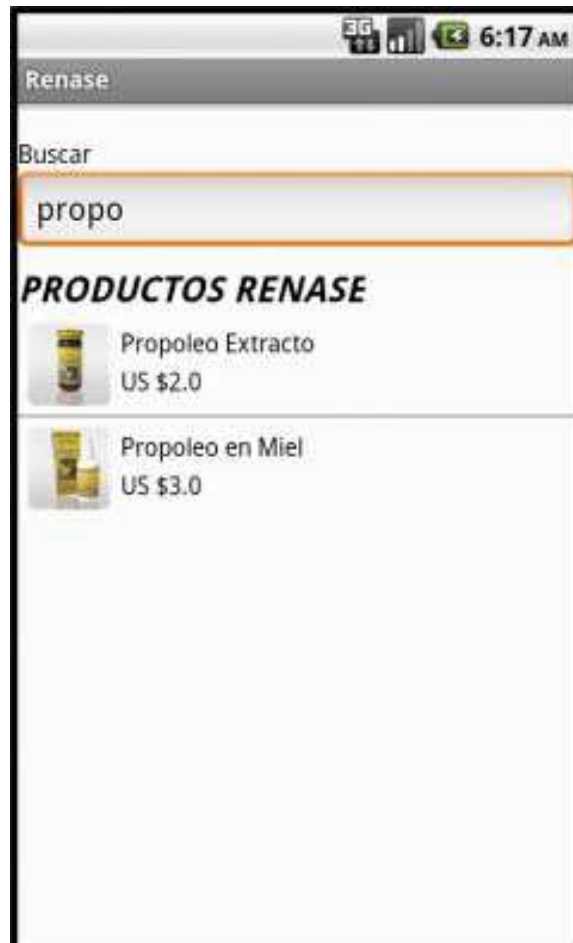 3G
6:17 AM
Renase
Buscar
propo
PRODUCTOS RENASE
Propoleo Extracto
US $2.0
Propoleo en Miel
US $3.0